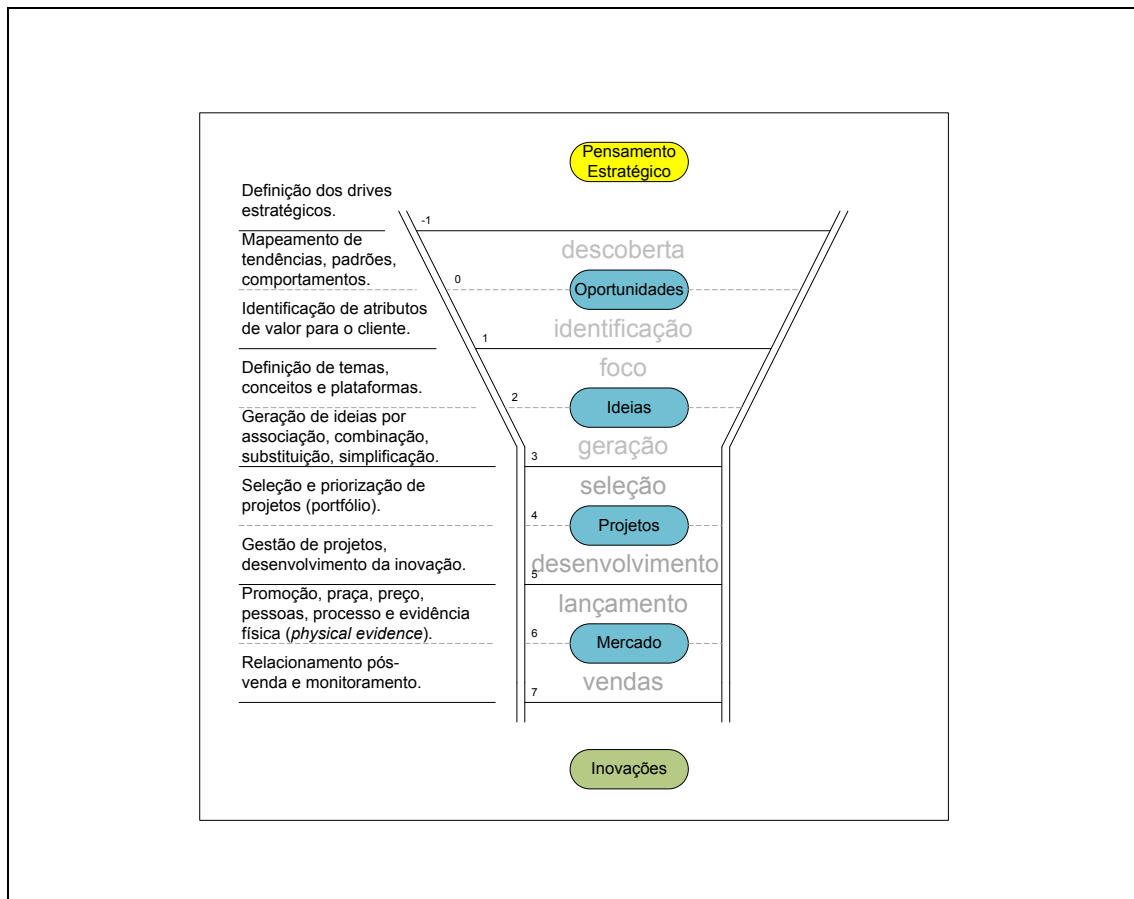 Pensamento
Estratégico
Definição dos drives
estratégicos.
-1
Mapeamento de
tendências, padrões,
comportamentos.
descoberta
0
Oportunidades
Identificação de atributos
de valor para o cliente.
identificação
1
Definição de temas,
conceitos e plataformas.
foco
2
Ideias
Geração de ideias por
associação, combinação,
substituição, simplificação.
geração
3
Seleção e priorização de
projetos (portfólio).
seleção
4
Projetos
Gestão de projetos,
desenvolvimento da inovação.
desenvolvimento
5
Promoção, praça, preço,
pessoas, processo e evidência
física (physical evidence).
lançamento
6
Mercado
Relacionamento pós-
venda e monitoramento.
vendas
7
Inovações